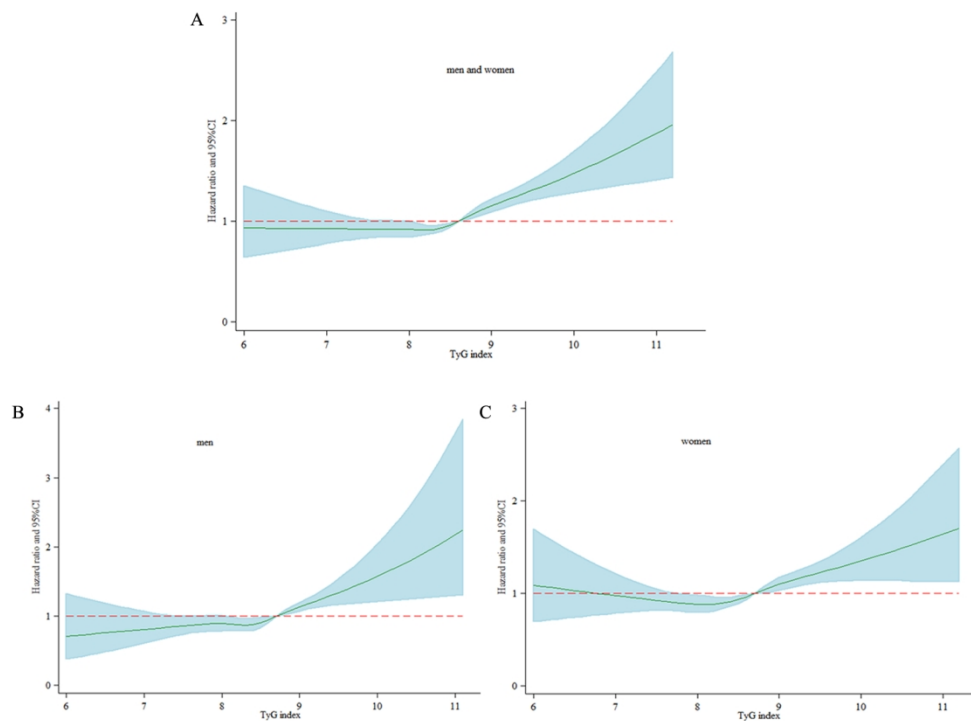 A
3
men and women
2
Hazard ratio and 95%CI
1
0
6 7 8 9 10 11
TyG index
B
4
men
3
2
Hazard ratio and 95%CI
1
0
6 7 8 9 10 11
TyG index
C
3
women
2
Hazard ratio and 95%CI
1
0
6 7 8 9 10 11
TyG index